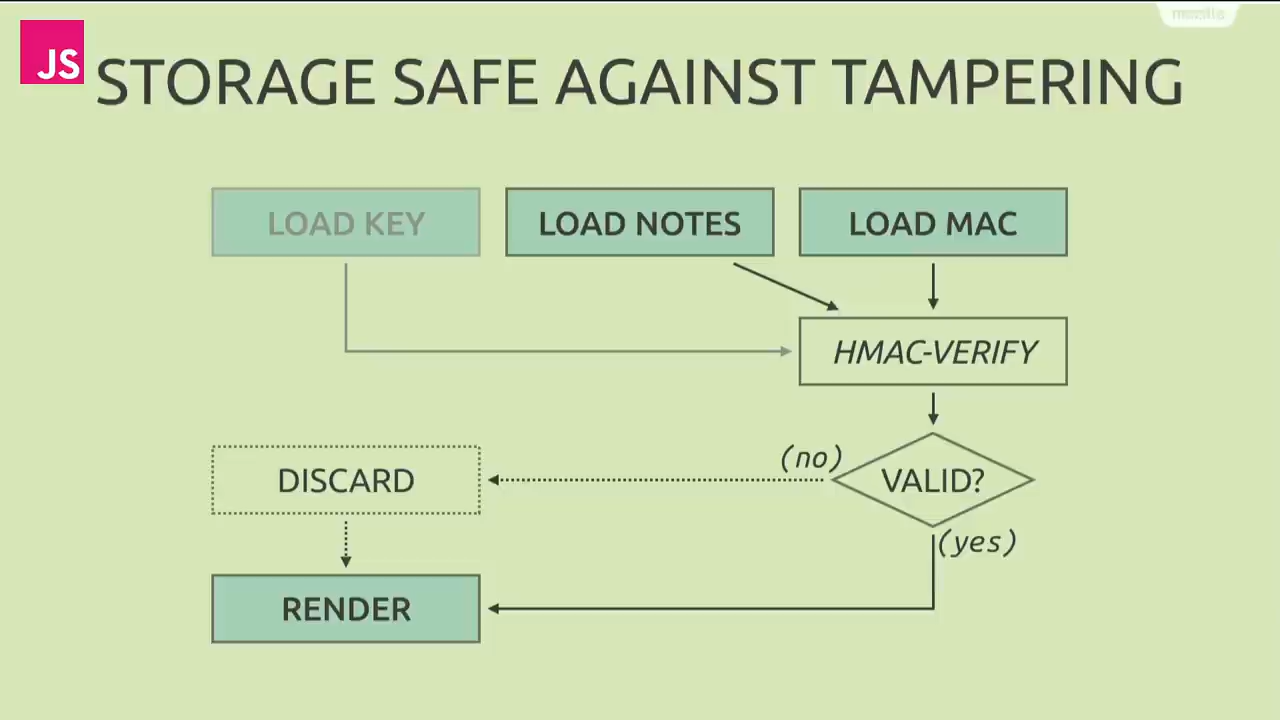 JS
STORAGE SAFE AGAINST TAMPERING
LOAD KEY
LOAD NOTES
LOAD MAC
HMAC-VERIFY
(no)
DISCARD
VALID?
(yes)
RENDER